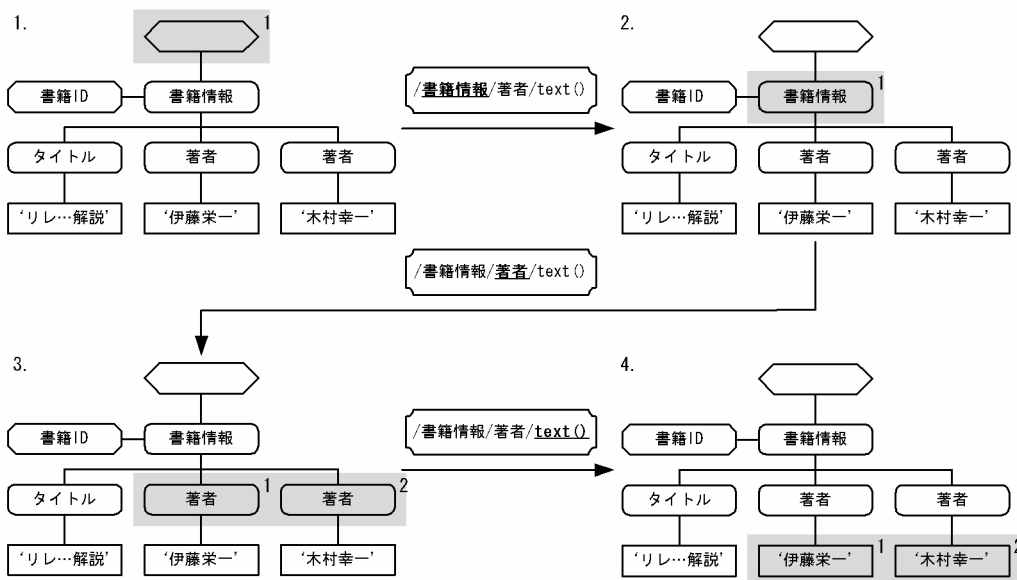 1.
1
書籍ID
書籍情報
タイトル
著者
著者
‘リレ…解説’
‘伊藤栄一’
‘木村幸一’
/書籍情報/著者/text()
2.
書籍ID
書籍情報
1
タイトル
著者
著者
‘リレ…解説’
‘伊藤栄一’
‘木村幸一’
/書籍情報/著者/text()
3.
書籍ID
書籍情報
タイトル
著者
1
著者
2
‘リレ…解説’
‘伊藤栄一’
‘木村幸一’
/書籍情報/著者/text()
4.
書籍ID
書籍情報
タイトル
著者
著者
‘リレ…解説’
‘伊藤栄一’
1
‘木村幸一’
2